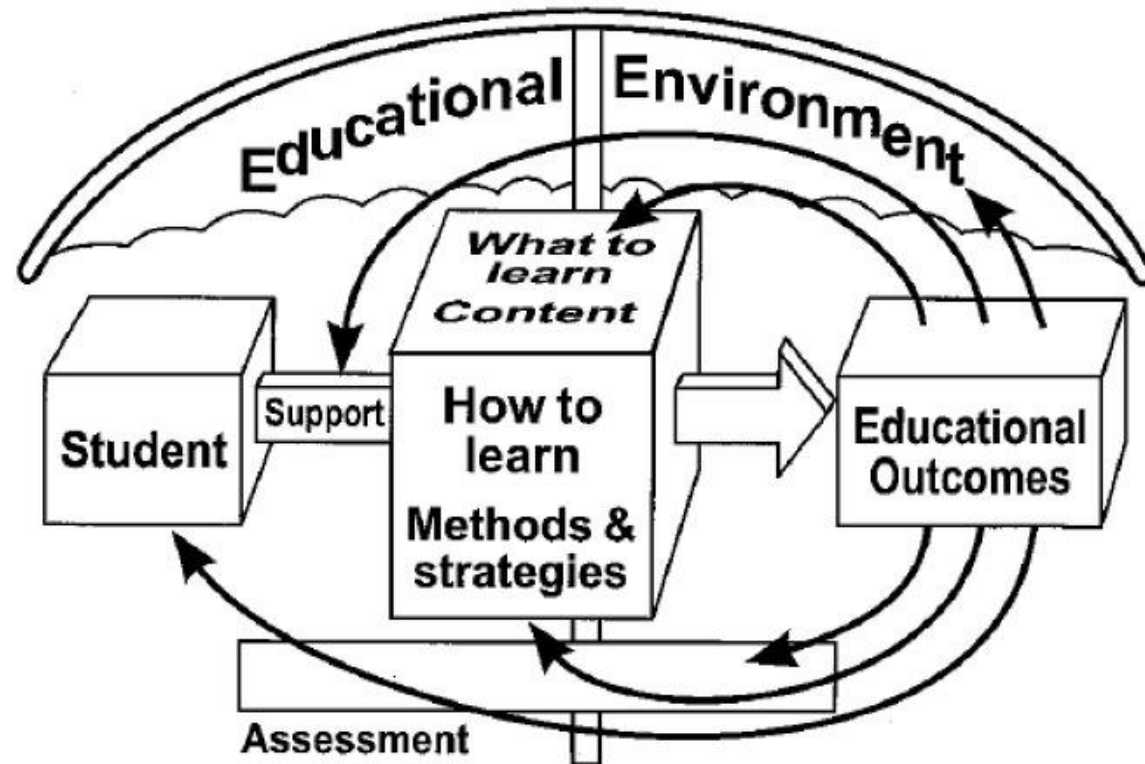 Educational Environment
What to
learn
Content
Student
Support
How to
learn
Methods &
strategies
Educational
Outcomes
Assessment